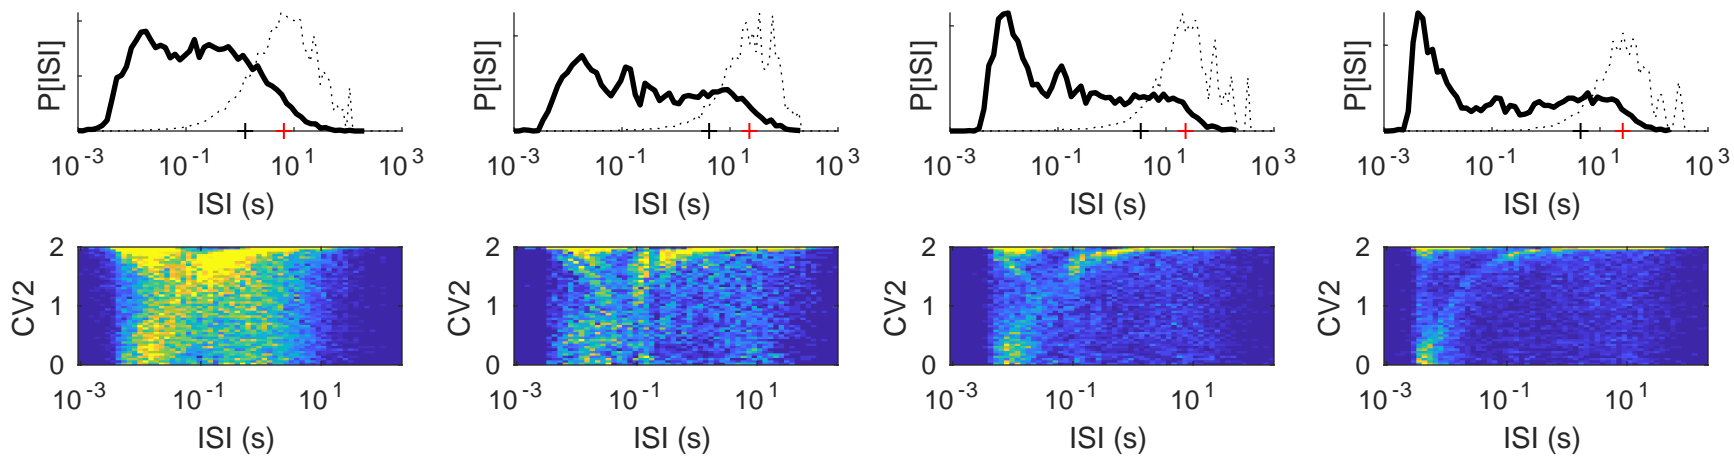 P[ISI] P[ISI] P[ISI] P[ISI]
10^-3 10^-1 10^1 10^3 10^-3 10^-1 10^1 10^3 10^-3 10^-1 10^1 10^3 10^-3 10^-1 10^1 10^3
ISI (s) ISI (s) ISI (s) ISI (s)
2 2 2 2
CV2 1 CV2 1 CV2 1 CV2 1
0 0 0 0
10^-3 10^-1 10^1 10^-3 10^-1 10^1 10^-3 10^-1 10^1 10^-3 10^-1 10^1
ISI (s) ISI (s) ISI (s) ISI (s)